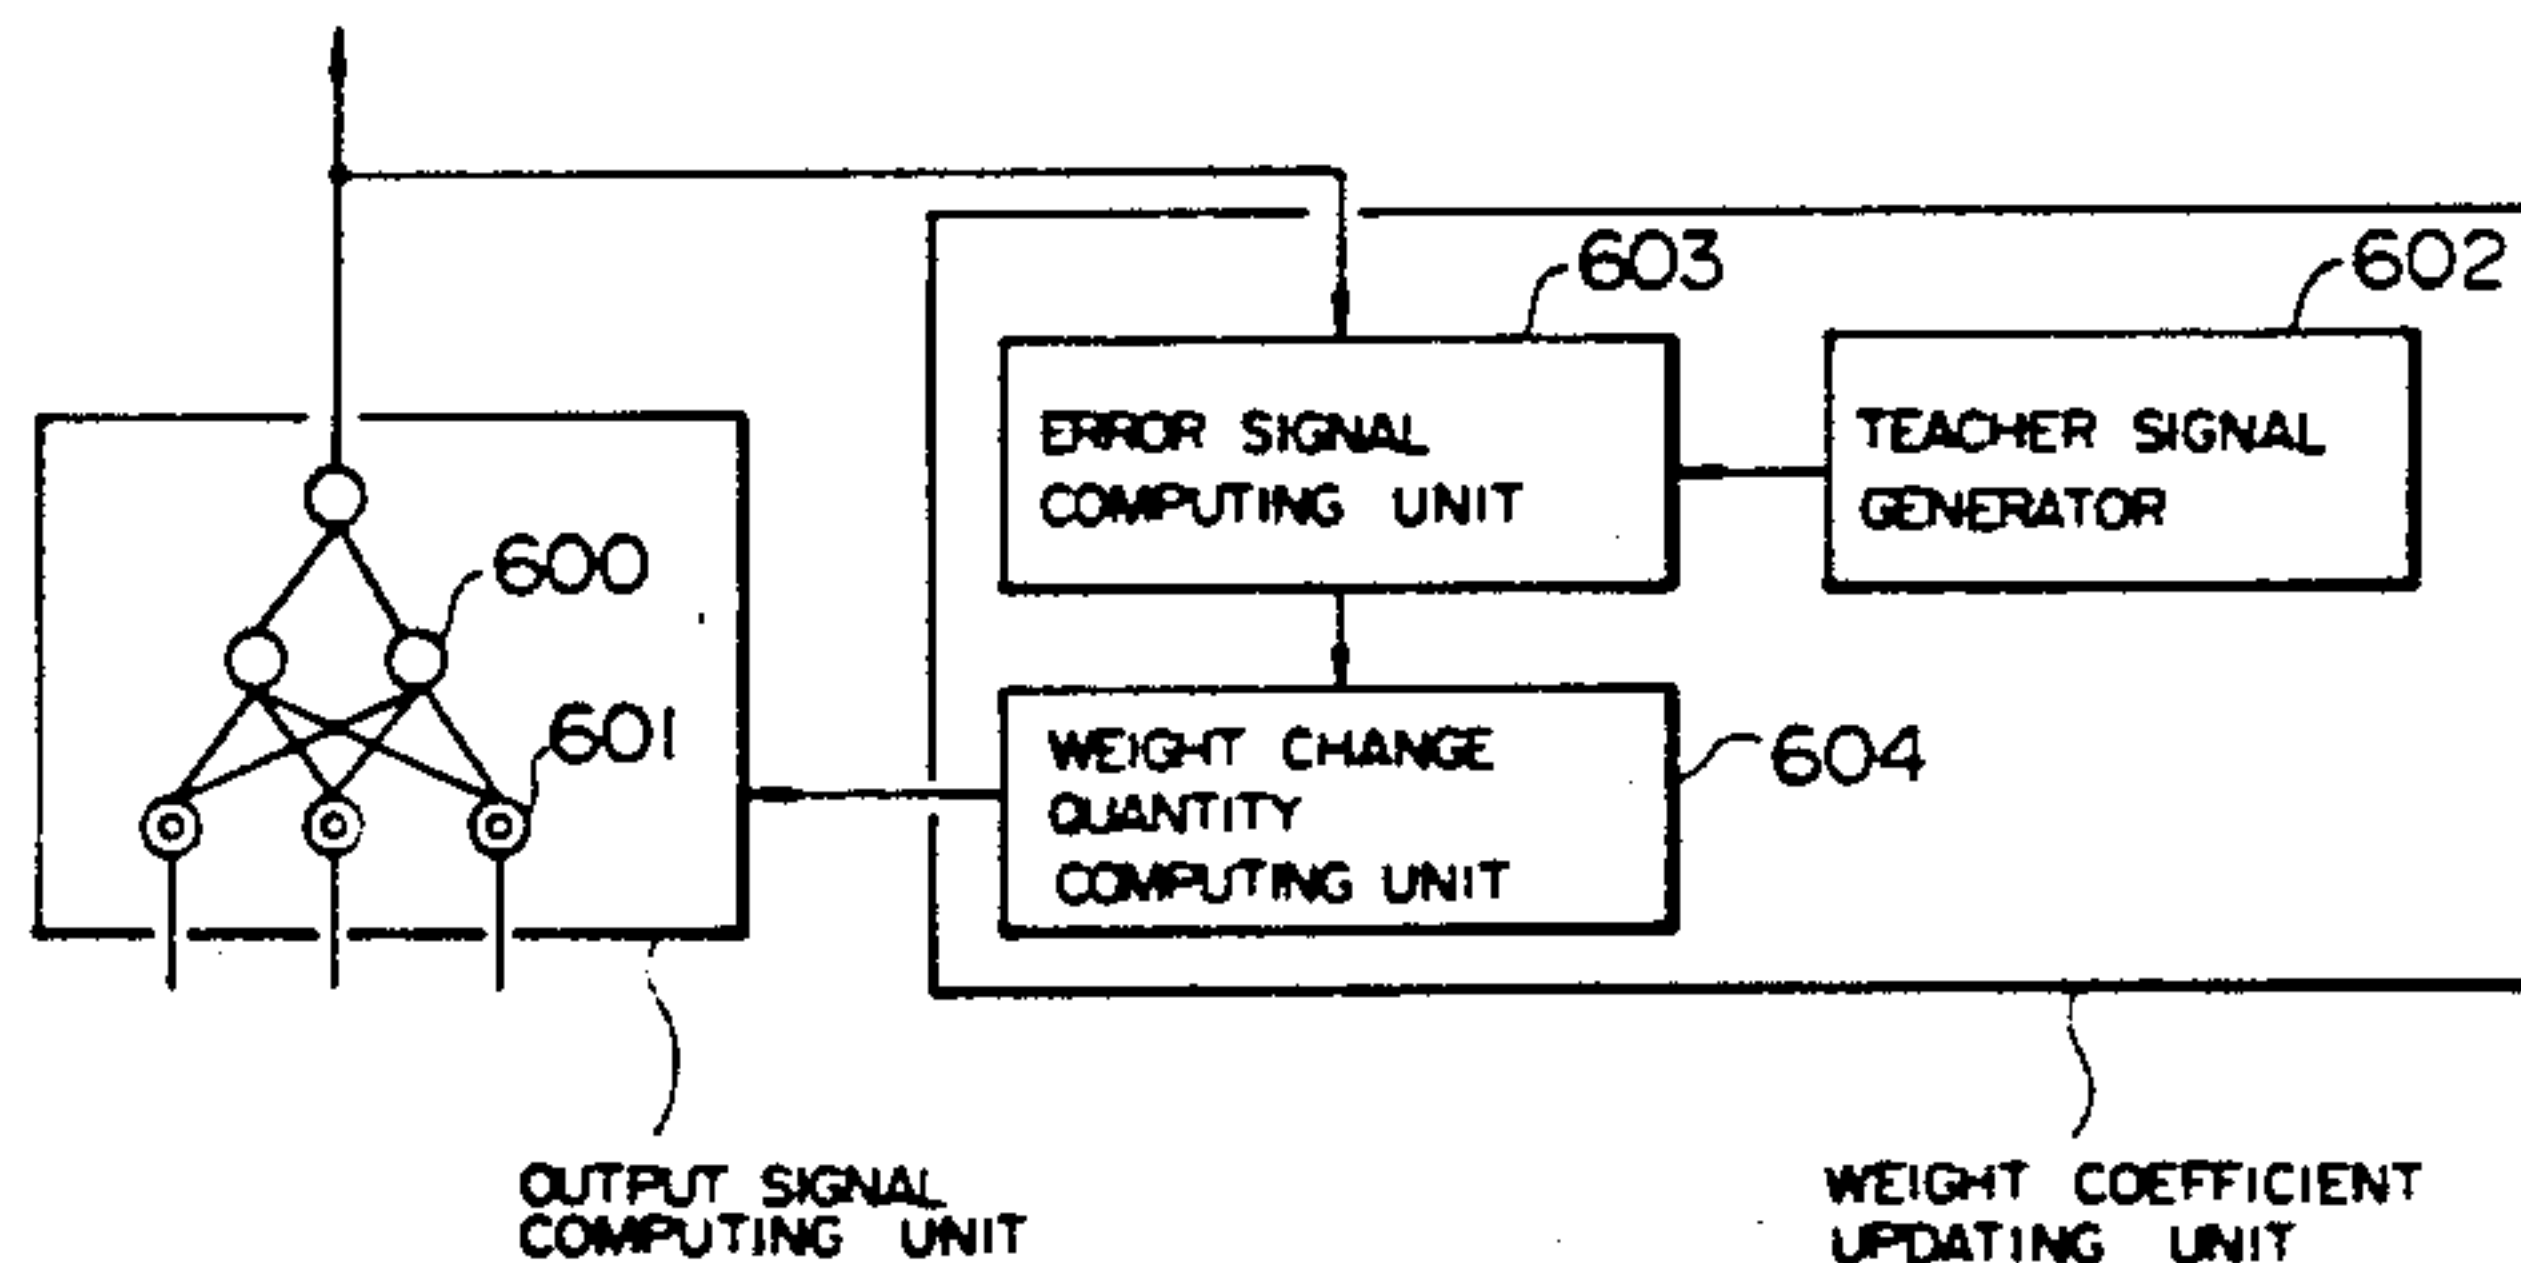 603
602
ERROR SIGNAL
COMPUTING UNIT
TEACHER SIGNAL
GENERATOR
600
601
WEIGHT CHANGE
QUANTITY
COMPUTING UNIT
604
OUTPUT SIGNAL
COMPUTING UNIT
WEIGHT COEFFICIENT
UPDATING UNIT